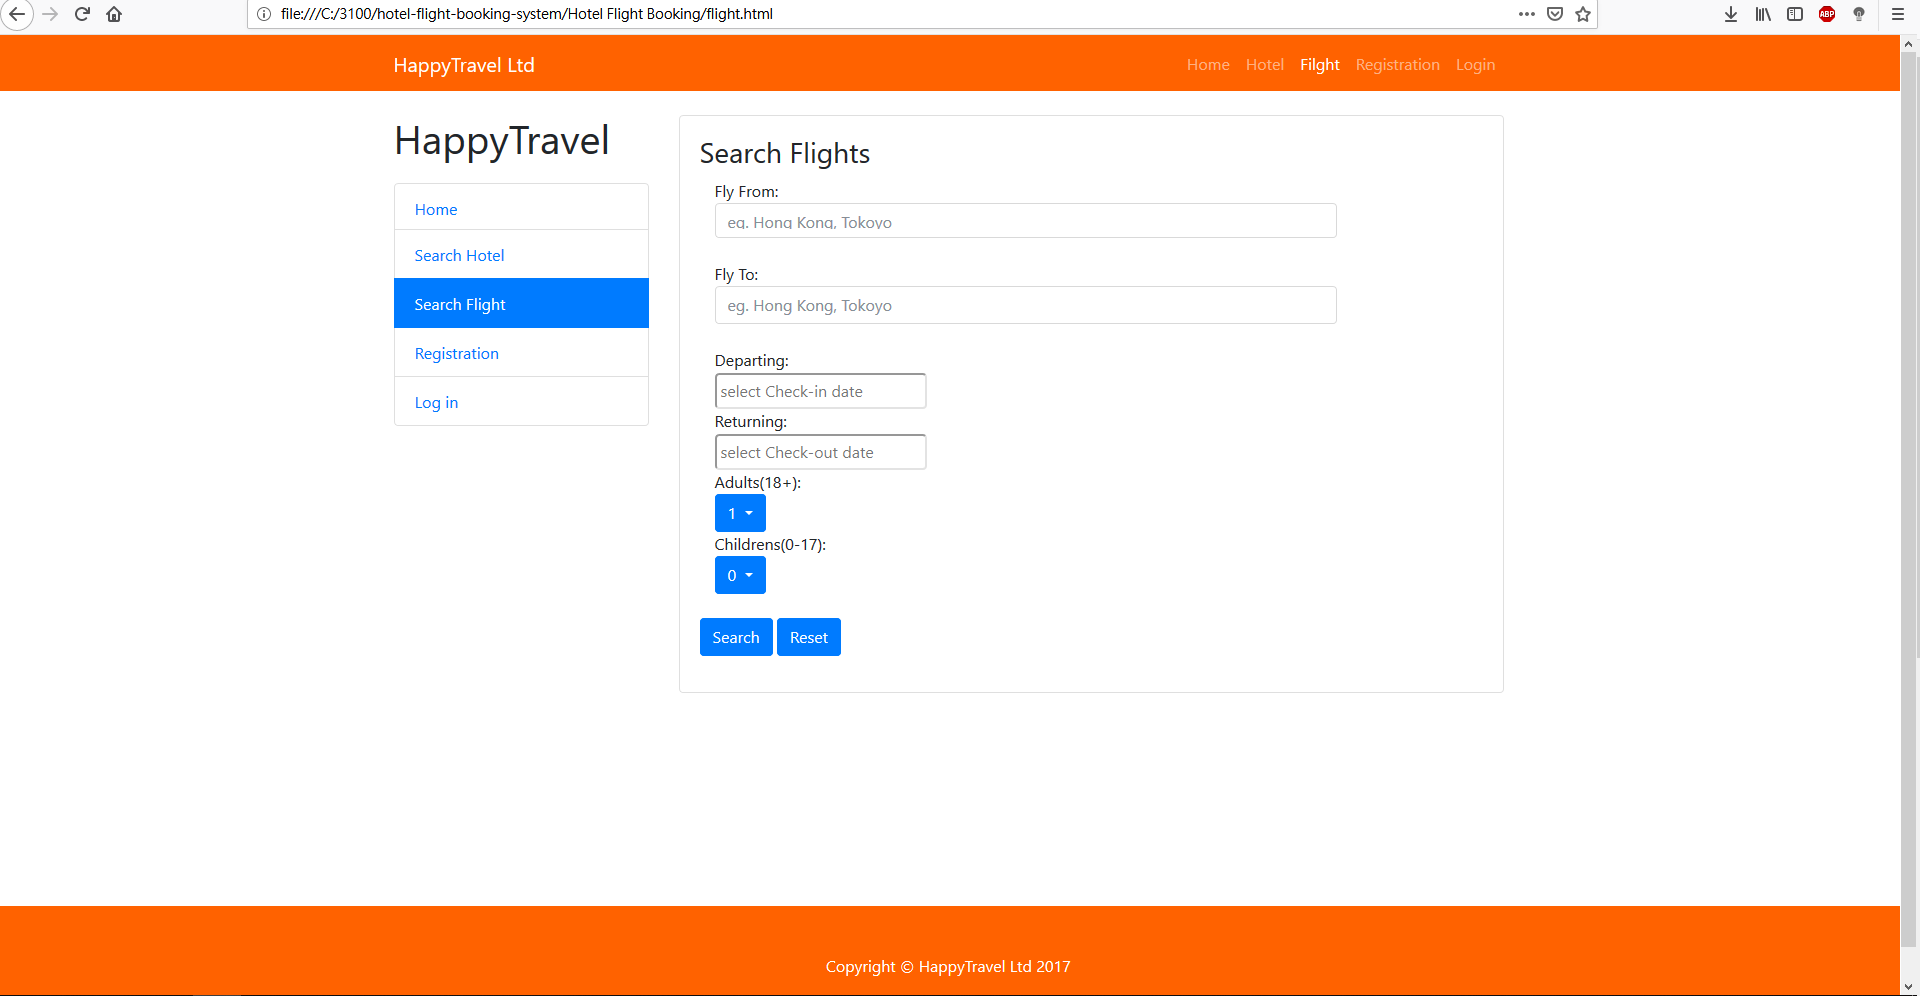 file:///C:/3100/hotel-flight-booking-system/Hotel Flight Booking/flight.html
ABP
HappyTravel Ltd
Home Hotel Filght Registration Login
HappyTravel
Home
Search Hotel
Search Flight
Registration
Log in
Search Flights
Fly From:
eg. Hong Kong, Tokoyo
Fly To:
eg. Hong Kong, Tokoyo
Departing:
select Check-in date
Returning:
select Check-out date
Adults(18+):
1
Childrens(0-17):
0
Search Reset
Copyright © HappyTravel Ltd 2017